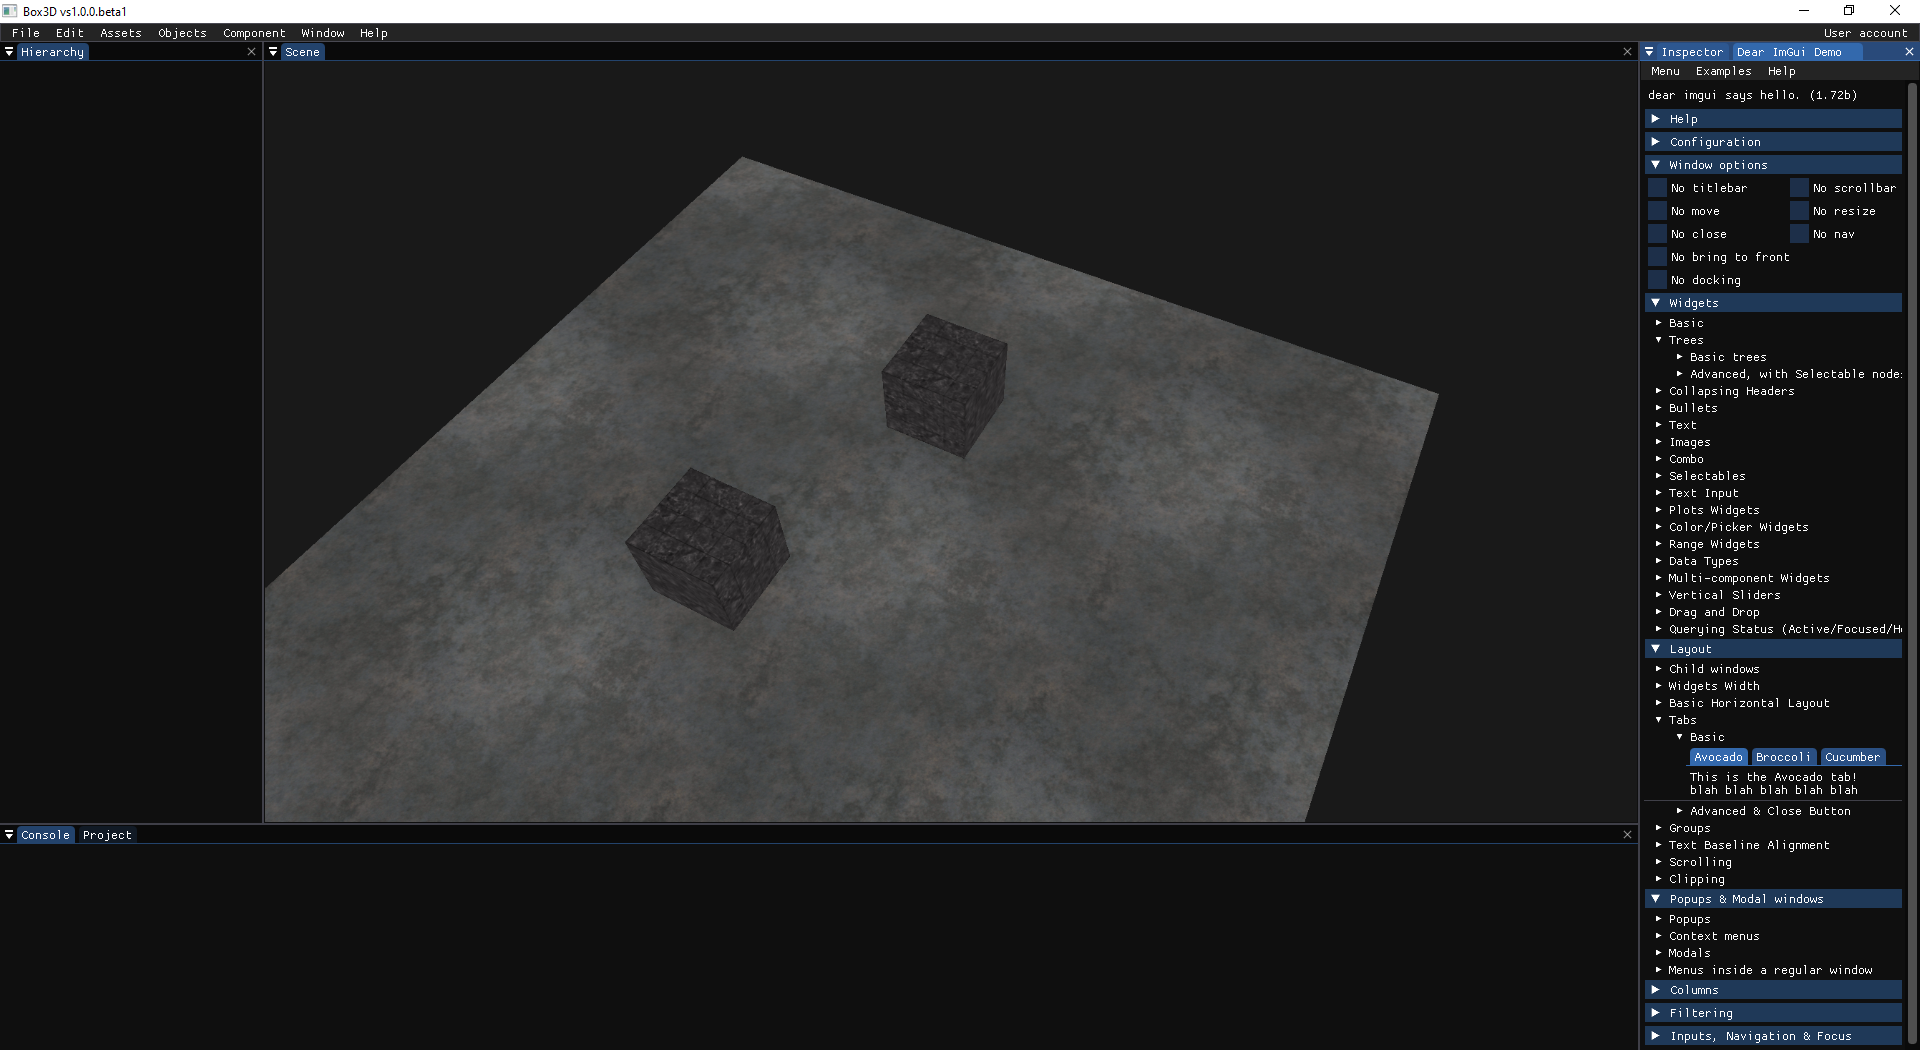 Box3D vs1.0.0.beta1
File Edit Assets Objects Component Window Help User account
Hierarchy
Scene
Inspector Dear ImGui Demo
Menu Examples Help
dear imgui says hello. (1.72b)
Help
Configuration
Window options
No titlebar No scrollbar
No move No resize
No close No nav
No bring to front
No docking
Widgets
Basic
Trees
Basic trees
Advanced, with Selectable node
Collapsing Headers
Bullets
Text
Images
Combo
Selectables
Text Input
Plots Widgets
Color/Picker Widgets
Range Widgets
Data Types
Multi-component Widgets
Vertical Sliders
Drag and Drop
Querying Status (Active/Focused/H
Layout
Child windows
Widgets Width
Basic Horizontal Layout
Tabs
Basic
Avocado Broccoli Cucumber
This is the Avocado tab!
blah blah blah blah blah
Advanced & Close Button
Groups
Text Baseline Alignment
Scrolling
Clipping
Popups & Modal windows
Popups
Context menus
Modals
Menus inside a regular window
Columns
Filtering
Inputs, Navigation & Focus
Console Project